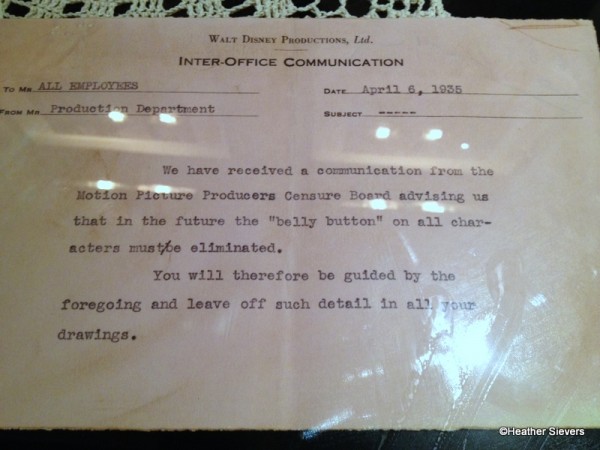 WALT DISNEY PRODUCTIONS, Ltd.
INTER-OFFICE COMMUNICATION
TO MR ALL EMPLOYEES DATE April 6, 1935
FROM MR Production Department SUBJECT -----
We have received a communication from the
Motion Picture Producers Censure Board advising us
that in the future the "belly button" on all char-
acters must/be eliminated.
You will therefore be guided by the
foregoing and leave off such detail in all your
drawings.
©Heather Sievers